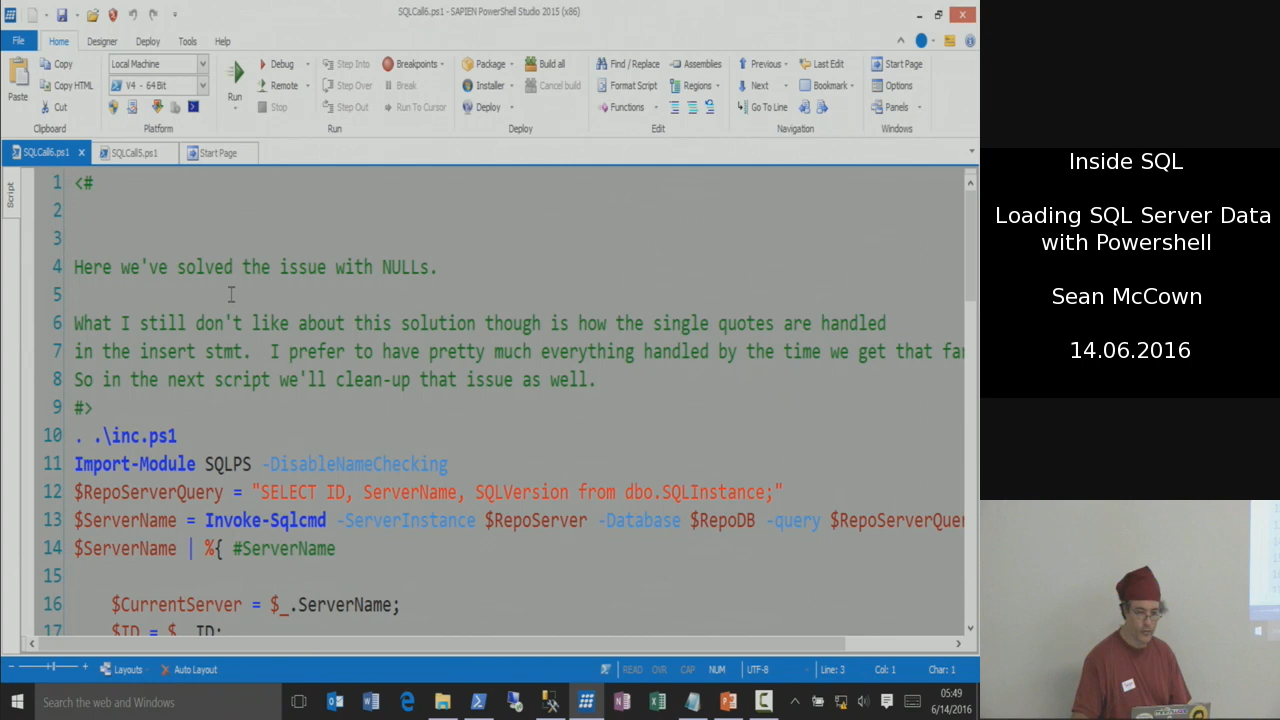 SQLCall6.ps1 - SAPIEN PowerShell Studio 2015 (x86)
File Home Designer Deploy Tools Help
Paste
Copy
Copy HTML
Cut
Clipboard
Local Machine
V4 - 64 Bit
Platform
Run
Debug
Remote
Stop
Step Into
Step Over
Step Out
Breakpoints
Break
Run To Cursor
Run
Package
Installer
Deploy
Build all
Cancel build
Deploy
Find / Replace
Format Script
Functions
Assemblies
Regions
Edit
Previous
Next
Go To Line
Last Edit
Bookmark
Navigation
Start Page
Options
Panels
Windows
SQLCall6.ps1 x SQLCall5.ps1 Start Page
Script
1 <#
2
3
4 Here we've solved the issue with NULLs.
5
6 What I still don't like about this solution though is how the single quotes are handled
7 in the insert stmt.  I prefer to have pretty much everything handled by the time we get that far
8 So in the next script we'll clean-up that issue as well.
9 #>
10 . .\inc.ps1
11 Import-Module SQLPS -DisableNameChecking
12 $RepoServerQuery = "SELECT ID, ServerName, SQLVersion from dbo.SQLInstance;"
13 $ServerName = Invoke-Sqlcmd -ServerInstance $RepoServer -Database $RepoDB -query $RepoServerQuer
14 $ServerName | %{ #ServerName
15
16 $CurrentServer = $_.ServerName;
17 $ID = $_.ID;
Layouts Auto Layout READ OVR CAP NUM UTF-8 Line: 3 Col: 1 Char: 1
Search the web and Windows
05:49
6/14/2016
Inside SQL
Loading SQL Server Data
with Powershell
Sean McCown
14.06.2016